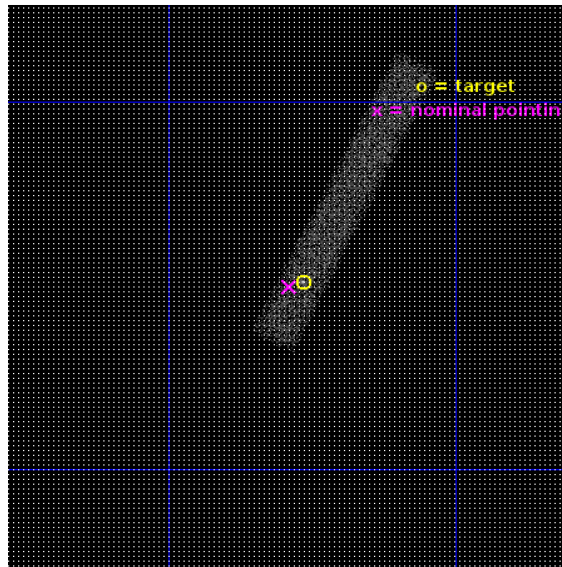 o = target
x = nominal pointin